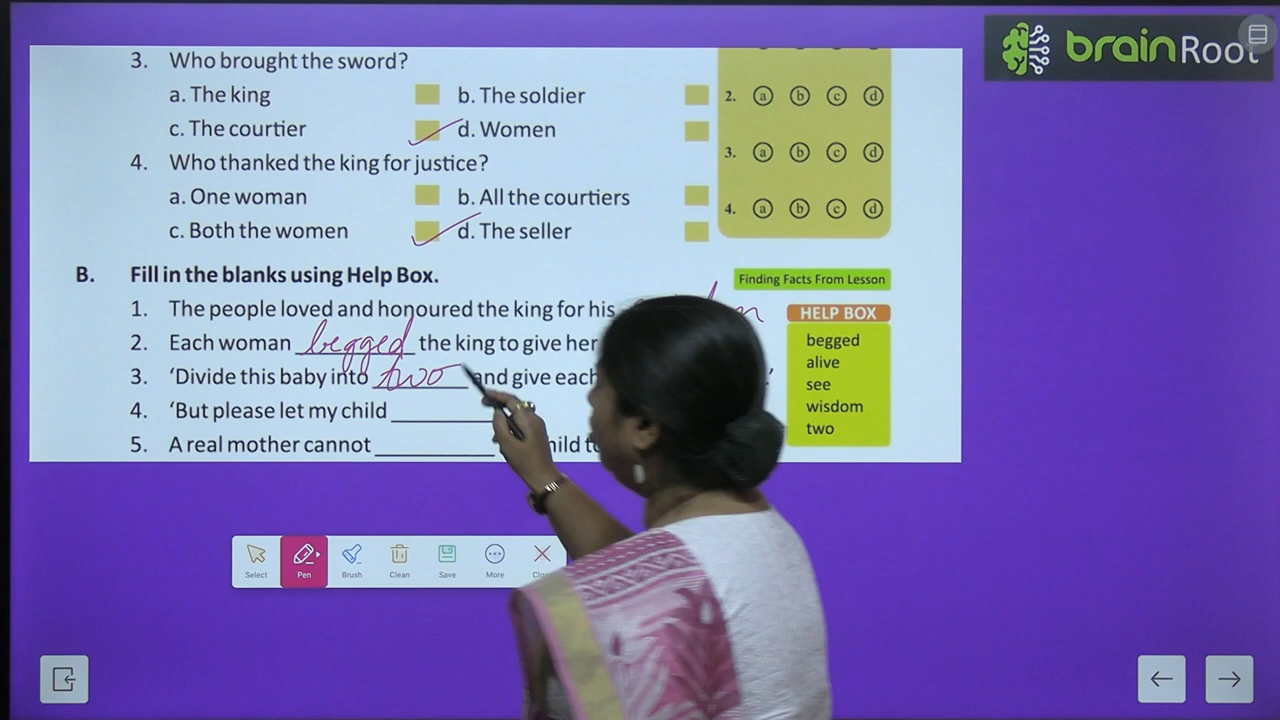 brainRoot
3. Who brought the sword?
a. The king b. The soldier
c. The courtier d. Women
4. Who thanked the king for justice?
a. One woman b. All the courtiers
c. Both the women d. The seller
2. a b c d
3. a b c d
4. a b c d
B. Fill in the blanks using Help Box.
Finding Facts From Lesson
1. The people loved and honoured the king for his
2. Each woman begged the king to give her
3. ‘Divide this baby into two and give each .’
4. ‘But please let my child
5. A real mother cannot
HELP BOX
begged
alive
see
wisdom
two
Select Pen Brush Clean Save More